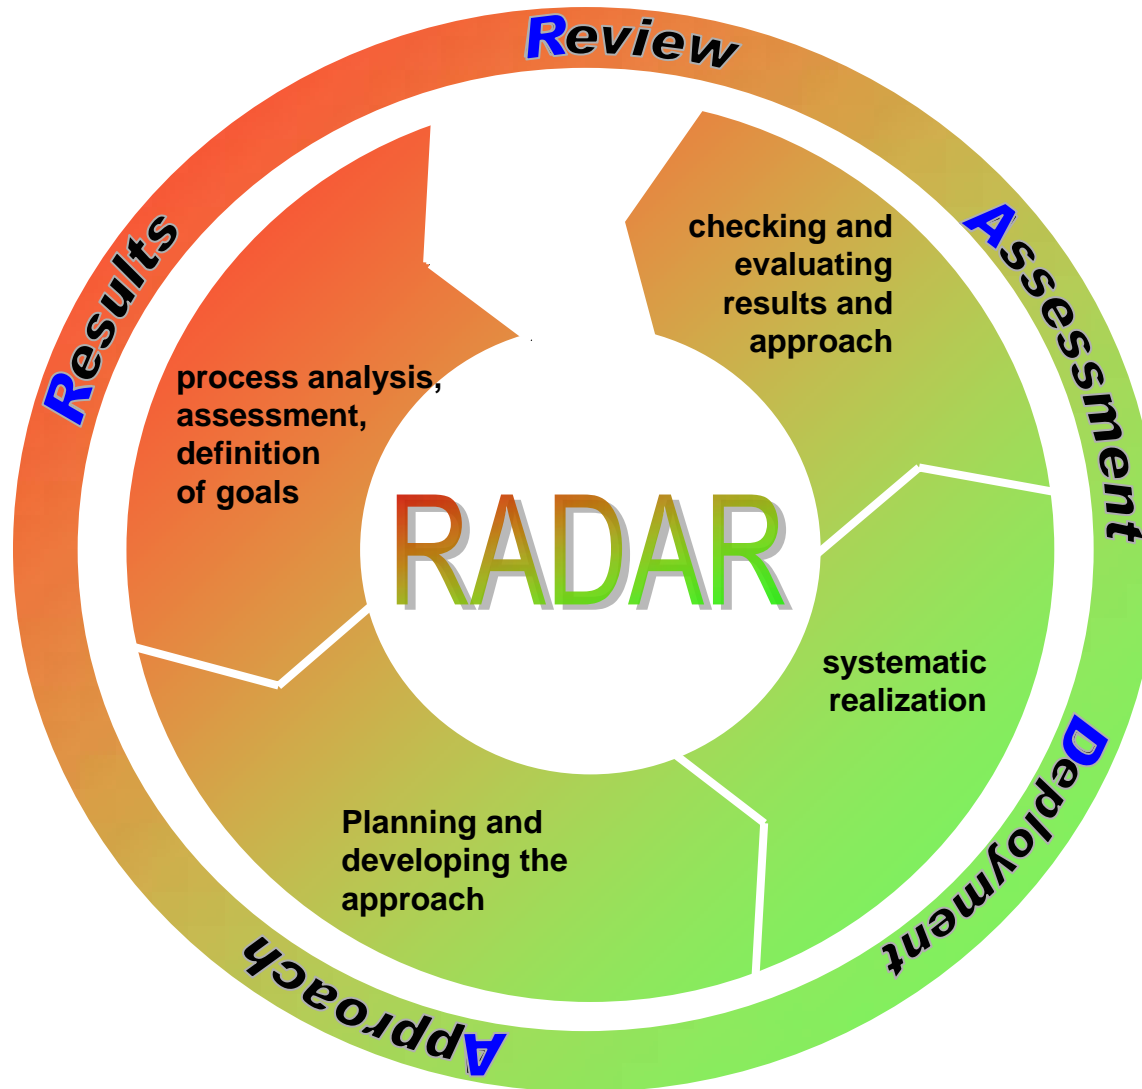 Review
Assessment
Deployment
Approach
Results
checking and
evaluating
results and
approach
process analysis,
assessment,
definition
of goals
RADAR
systematic
realization
Planning and
developing the
approach